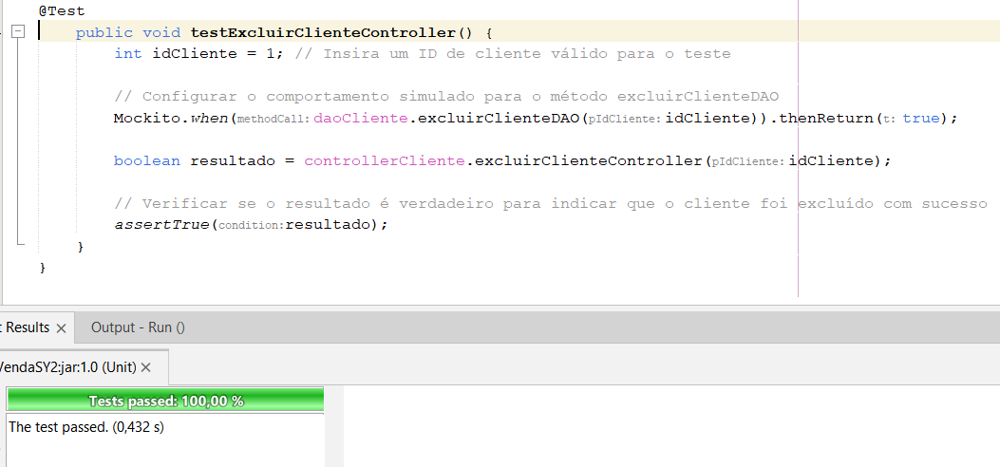 @Test
public void testExcluirClienteController() {
int idCliente = 1; // Insira um ID de cliente válido para o teste
// Configurar o comportamento simulado para o método excluirClienteDAO
Mockito.when(methodCall: daoCliente.excluirClienteDAO(pIdCliente: idCliente)).thenReturn(t: true);
boolean resultado = controllerCliente.excluirClienteController(pIdCliente: idCliente);
// Verificar se o resultado é verdadeiro para indicar que o cliente foi excluído com sucesso
assertTrue(condition: resultado);
}
}
t Results × Output - Run ()
VendaSY2:jar:1.0 (Unit) ×
Tests passed: 100,00 %
The test passed. (0,432 s)